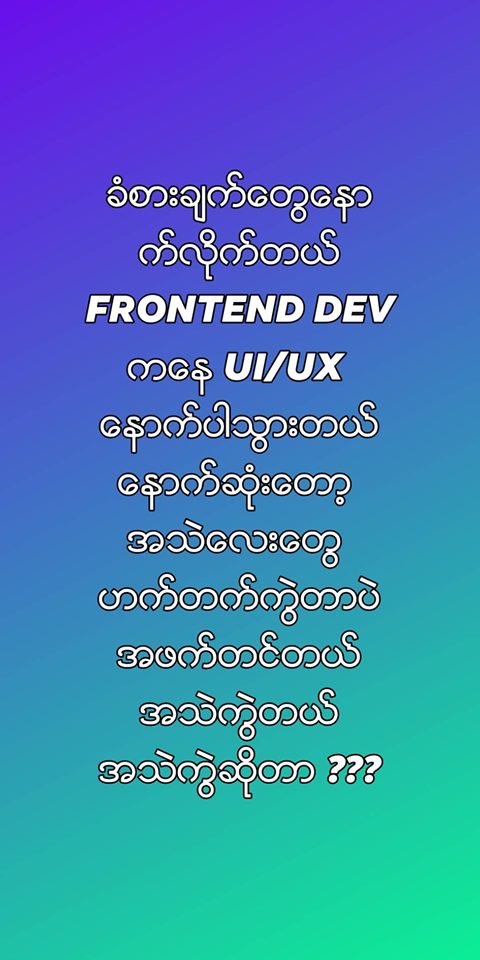 ခံစားချက်တွေနော
က်လိုက်တယ်
FRONTEND DEV
ကနေ UI/UX
နောက်ပါသွားတယ်
နောက်ဆုံးတော့
အသဲလေးတွေ
ဟက်တက်ကွဲတာပဲ
အဖက်တင်တယ်
အသဲကွဲတယ်
အသဲကွဲဆိုတာ ???